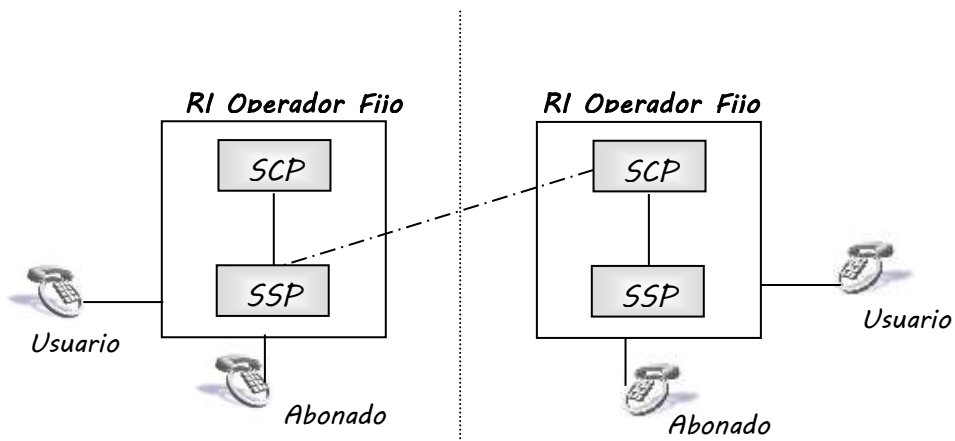 RI Operador Fijo
SCP
SSP
Usuario
Abonado
RI Operador Fijo
SCP
SSP
Usuario
Abonado